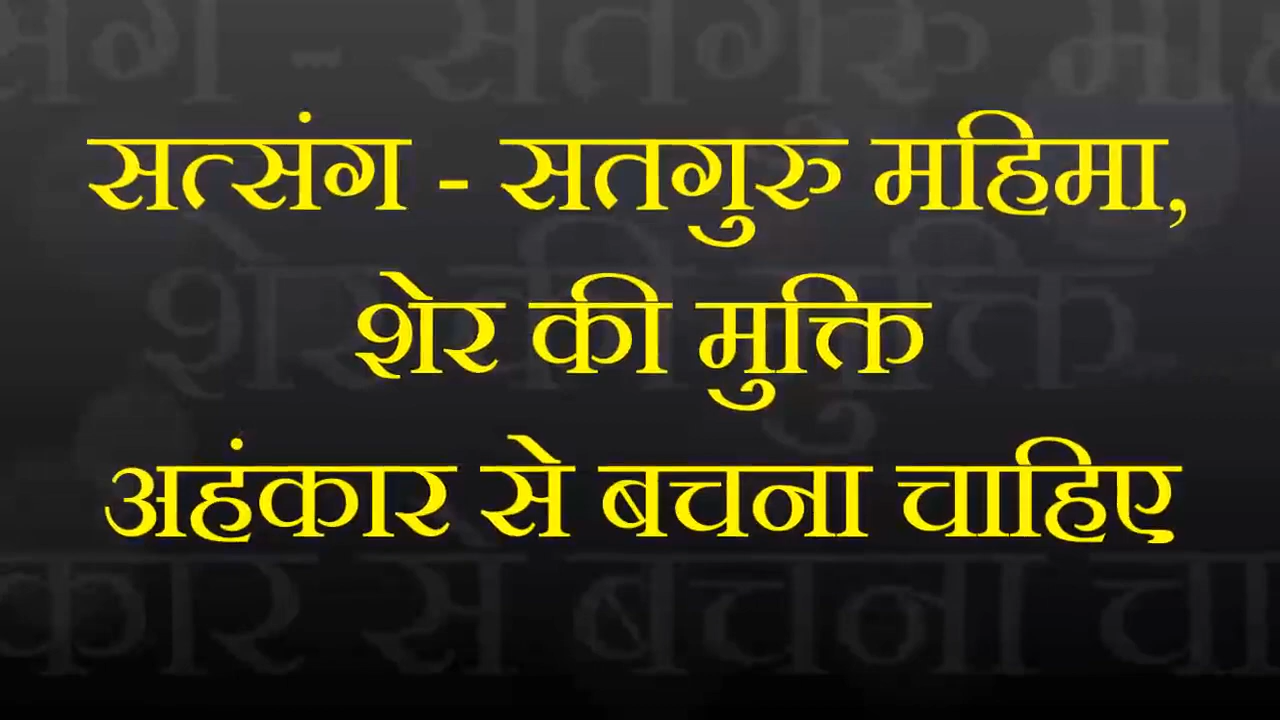 सत्संग - सतगुरु महिमा,
शेर की मुक्ति
अहंकार से बचना चाहिए